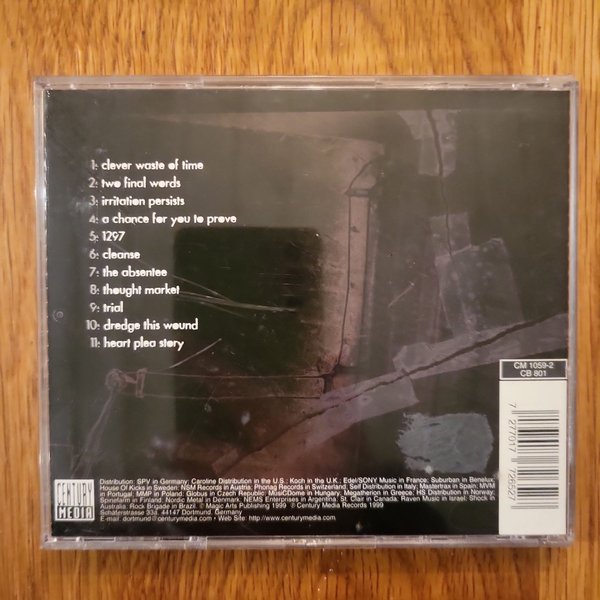 1: clever waste of time
2: two final words
3: irritation persists
4: a chance for you to prove
5: 1297
6: cleanse
7: the absentee
8: thought market
9: trial
10: dredge this wound
11: heart plea story
CM 1059-2
CB 801
7 27701 72652
CENTURY
MEDIA
Distribution: SPV in Germany; Caroline Distribution in the U.S.; Koch in the U.K.; Edel/SONY Music in France; Suburban in Benelux;
House Of Kicks in Sweden; NSM Records in Austria; Phonag Records in Switzerland; Self Distribution in Italy; Mastertrax in Spain; MVM
in Portugal; MMP in Poland; Globus in Czech Republic; MusicDome in Hungary; Megatherion in Greece; HS Distribution in Norway;
Spinefarm in Finland, Nordic Metal in Denmark, NEMS Enterprises in Argentina, St. Clair in Canada, Raven Music in Israel, Shock in
Australia, Rock Brigade in Brazil. © Magic Arts Publishing 1999 ℗ Century Media Records 1999
Schäferstrasse 33a, 44147 Dortmund, Germany
E-mail: dortmund@centurymedia.com • Web Site: http://www.centurymedia.com